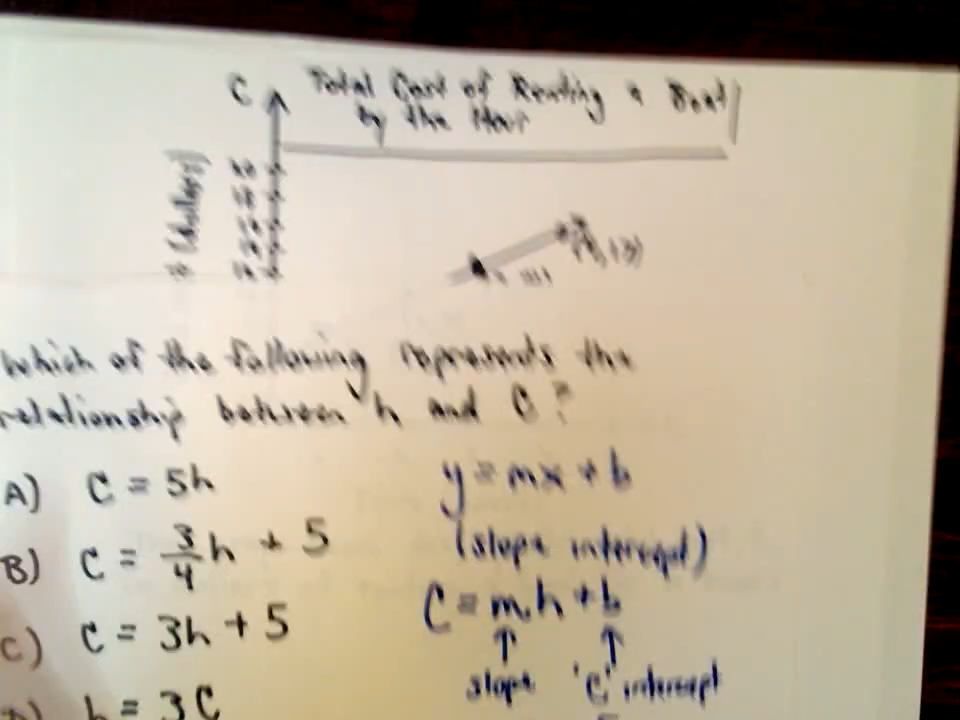 C Total Cost of Renting a Boat
by the Hour
Which of the following represents the
relationship between h and C?
A) C = 5h
y = mx + b
B) C = 3/4 h + 5
(slope intercept)
C = mh + b
C) C = 3h + 5
↑ ↑
slope 'C' intercept
h = 3C